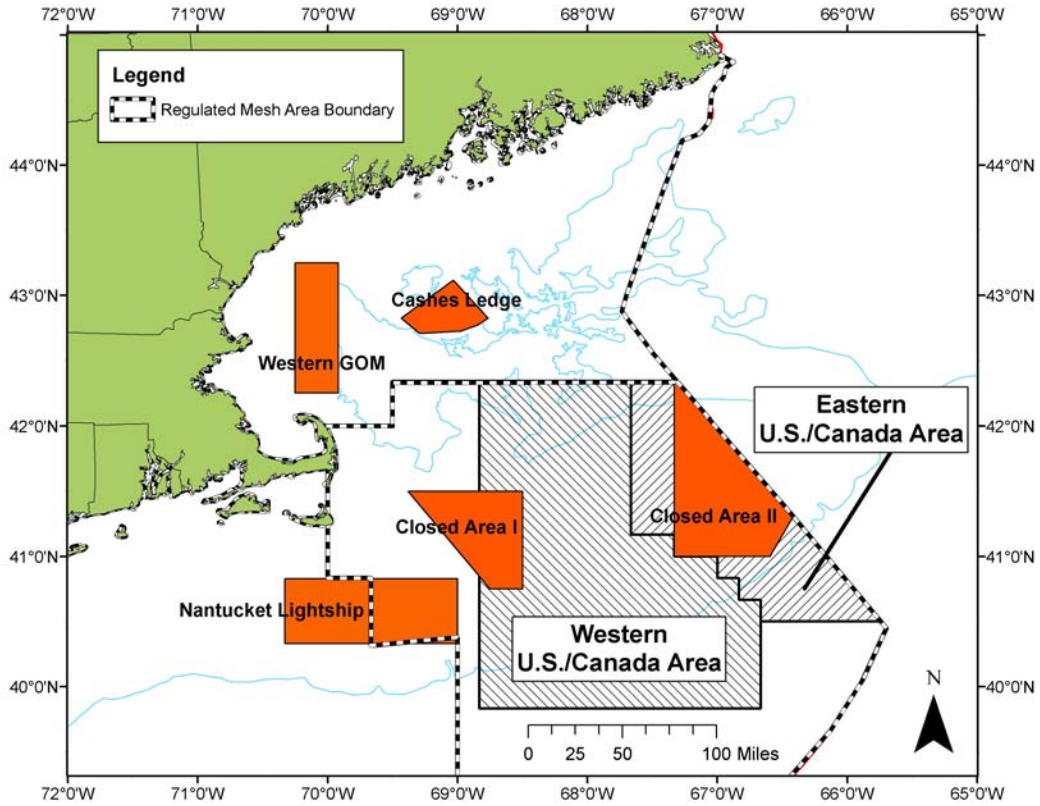 72°0'W 71°0'W 70°0'W 69°0'W 68°0'W 67°0'W 66°0'W 65°0'W
Legend
Regulated Mesh Area Boundary
44°0'N 44°0'N
43°0'N 43°0'N
Cashes Ledge
Western GOM
42°0'N 42°0'N
Eastern
U.S./Canada Area
Closed Area I
Closed Area II
41°0'N 41°0'N
Nantucket Lightship
Western
U.S./Canada Area
40°0'N 40°0'N
N
0 25 50 100 Miles
72°0'W 71°0'W 70°0'W 69°0'W 68°0'W 67°0'W 66°0'W 65°0'W